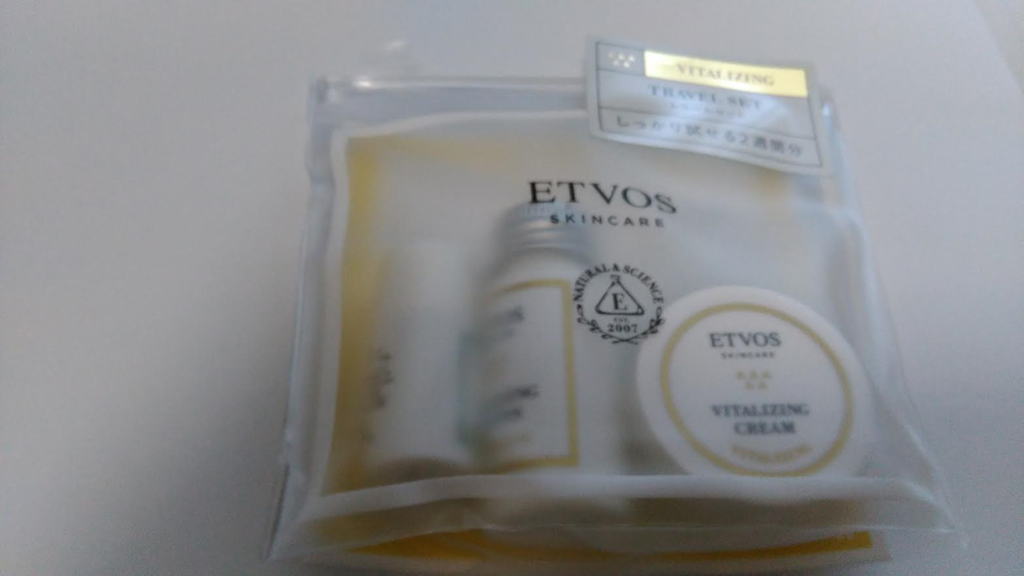 VITALIZING
TRAVEL SET
しっかり試せる2週間分
ETVOS
SKINCARE
NATURAL & SCIENCE
E
EST.
2007
ETVOS
SKINCARE
VITALIZING
CREAM